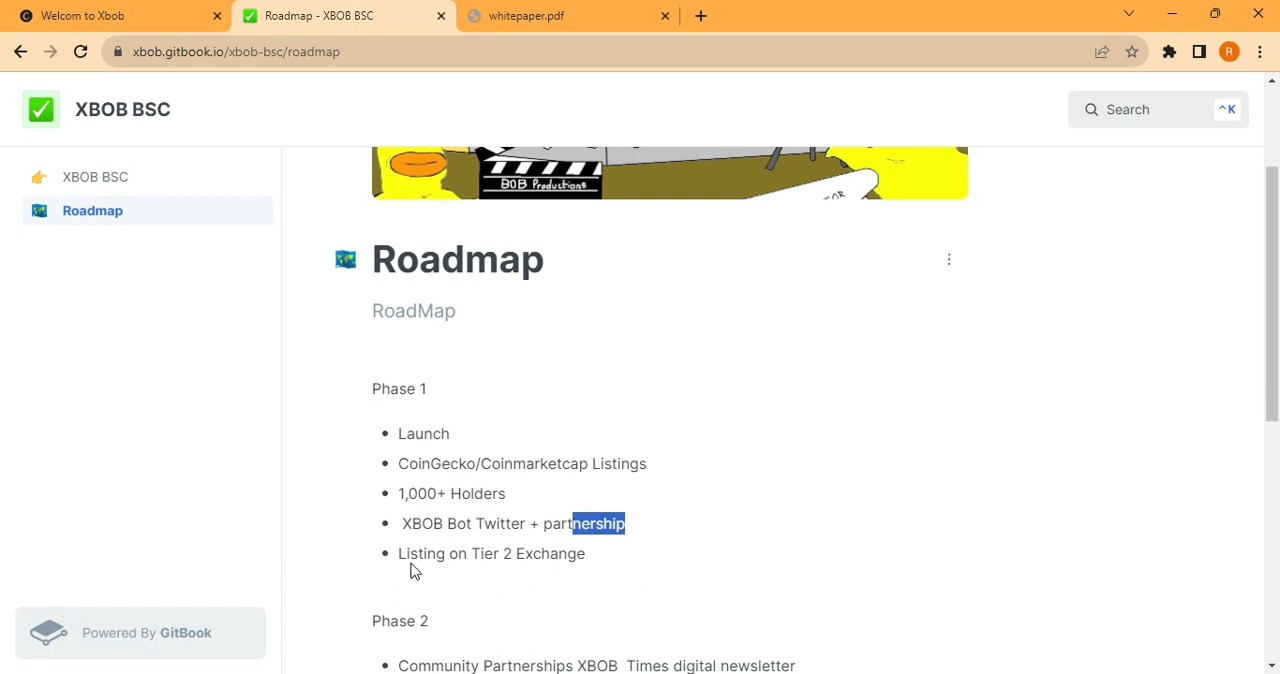 Welcom to Xbob
Roadmap - XBOB BSC
whitepaper.pdf
xbob.gitbook.io/xbob-bsc/roadmap
R
XBOB BSC
Search
^K
BOB Productions
TOR
XBOB BSC
Roadmap
Roadmap
RoadMap
Phase 1
• Launch
• CoinGecko/Coinmarketcap Listings
• 1,000+ Holders
• XBOB Bot Twitter + partnership
• Listing on Tier 2 Exchange
Phase 2
• Community Partnerships XBOB Times digital newsletter
Powered By GitBook